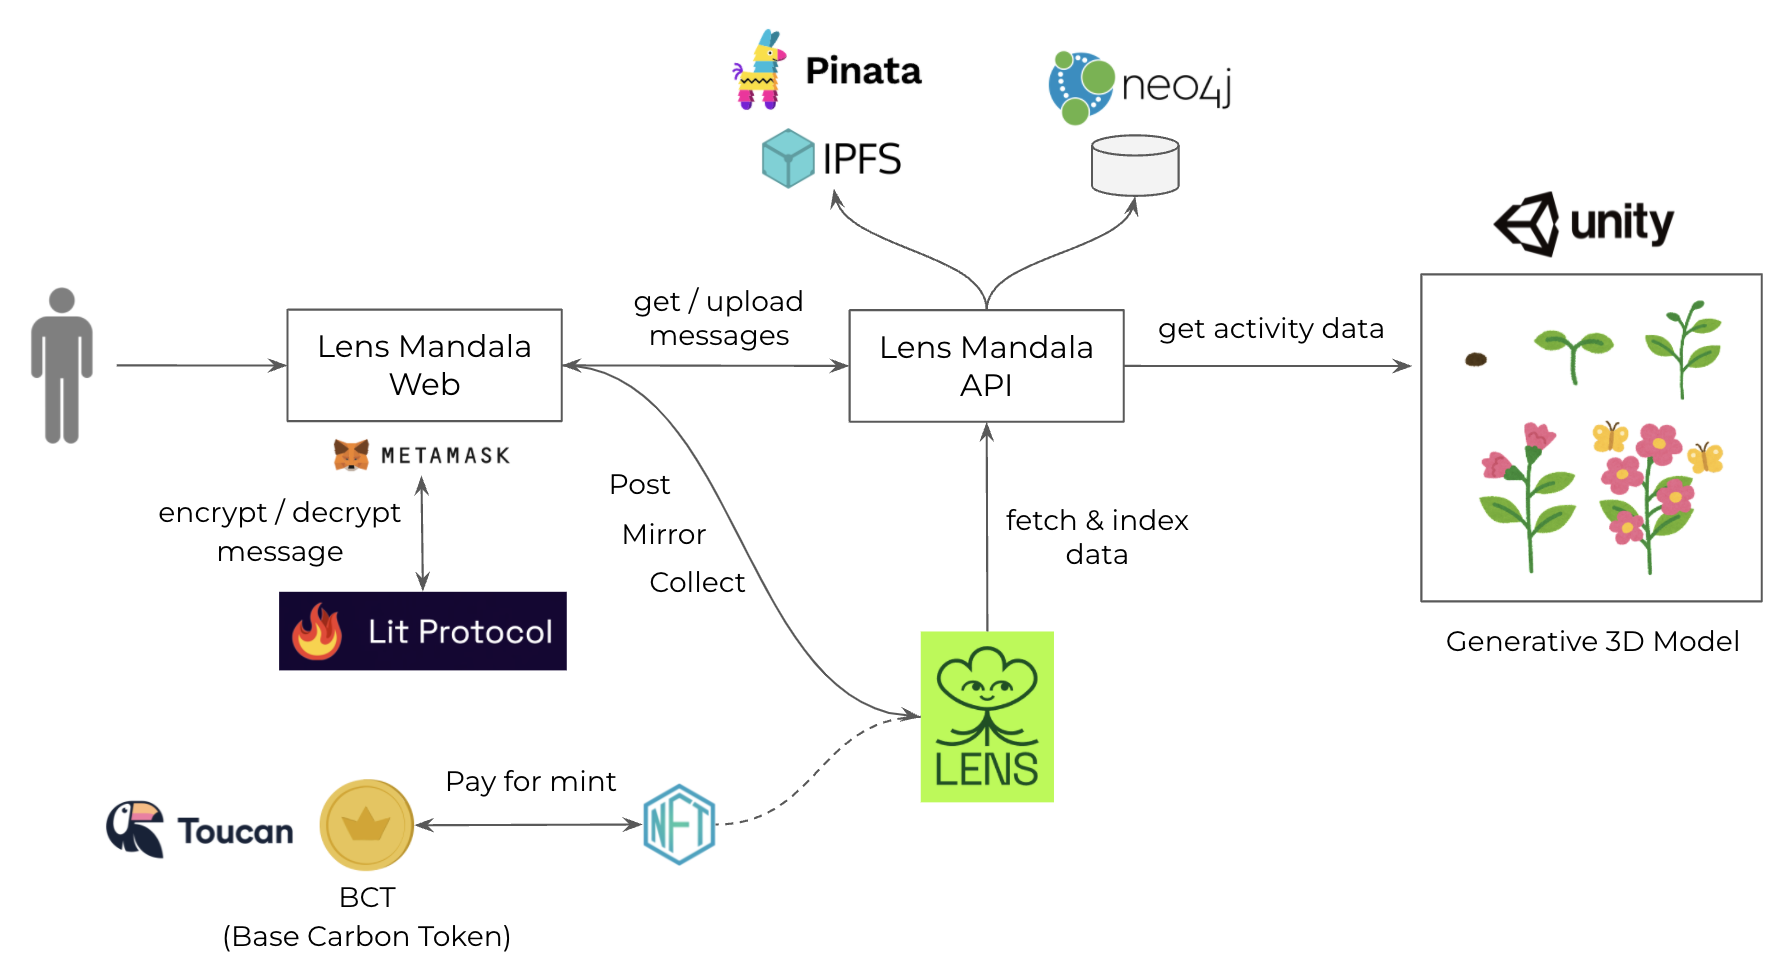 Pinata
neo4j
IPFS
unity
get / upload
messages
Lens Mandala
Web
Lens Mandala
API
get activity data
METAMASK
Post
encrypt / decrypt
message
Mirror
fetch & index
data
Collect
Lit Protocol
Generative 3D Model
LENS
Pay for mint
Toucan
NFT
BCT
(Base Carbon Token)